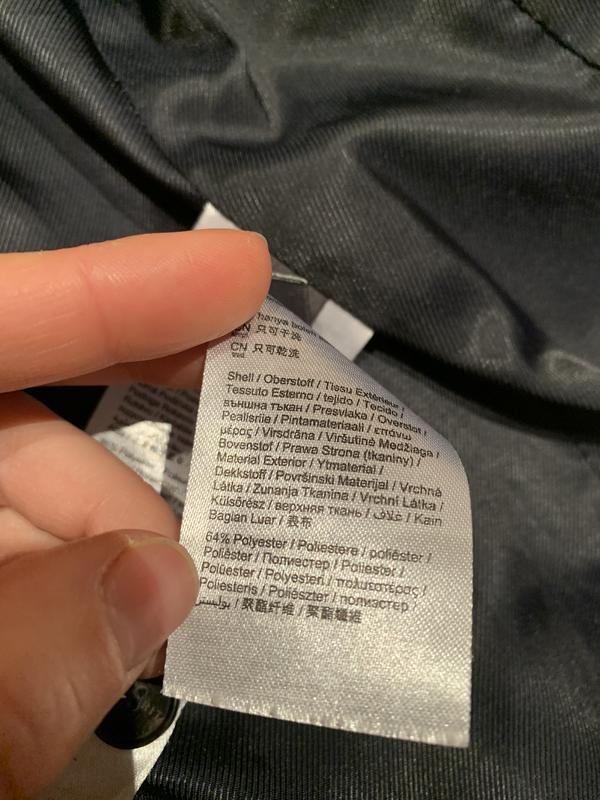 hanya boleh
CN 只可干洗
CN 只可乾洗
Shell / Oberstoff / Tissu Extérieur /
Tessuto Esterno / tejido / Tecido /
външна тъкан / Presvlaka / Overstof /
Pealisriie / Pintamateriaali / επάνω
μέρος / Virsdrāna / Viršutinė Medžiaga /
Bovenstof / Prawa Strona (tkaniny) /
Material Exterior / Ytmaterial /
Dekkstoff / Površinski Materijal / Vrchná
Látka / Zunanja Tkanina / Vrchní Látka /
Külsőrész / верхняя ткань / غلاف / Kain
Bagian Luar / 表布
64% Polyester / Poliestere / poliéster /
Poliéster / Полиестер / Poliester /
Polüester / Polyesteri / πολυεστέρας /
Poliesteris / Poliészter / полиэстер /
بوليستر / 聚酯纤维 / 聚酯纖維